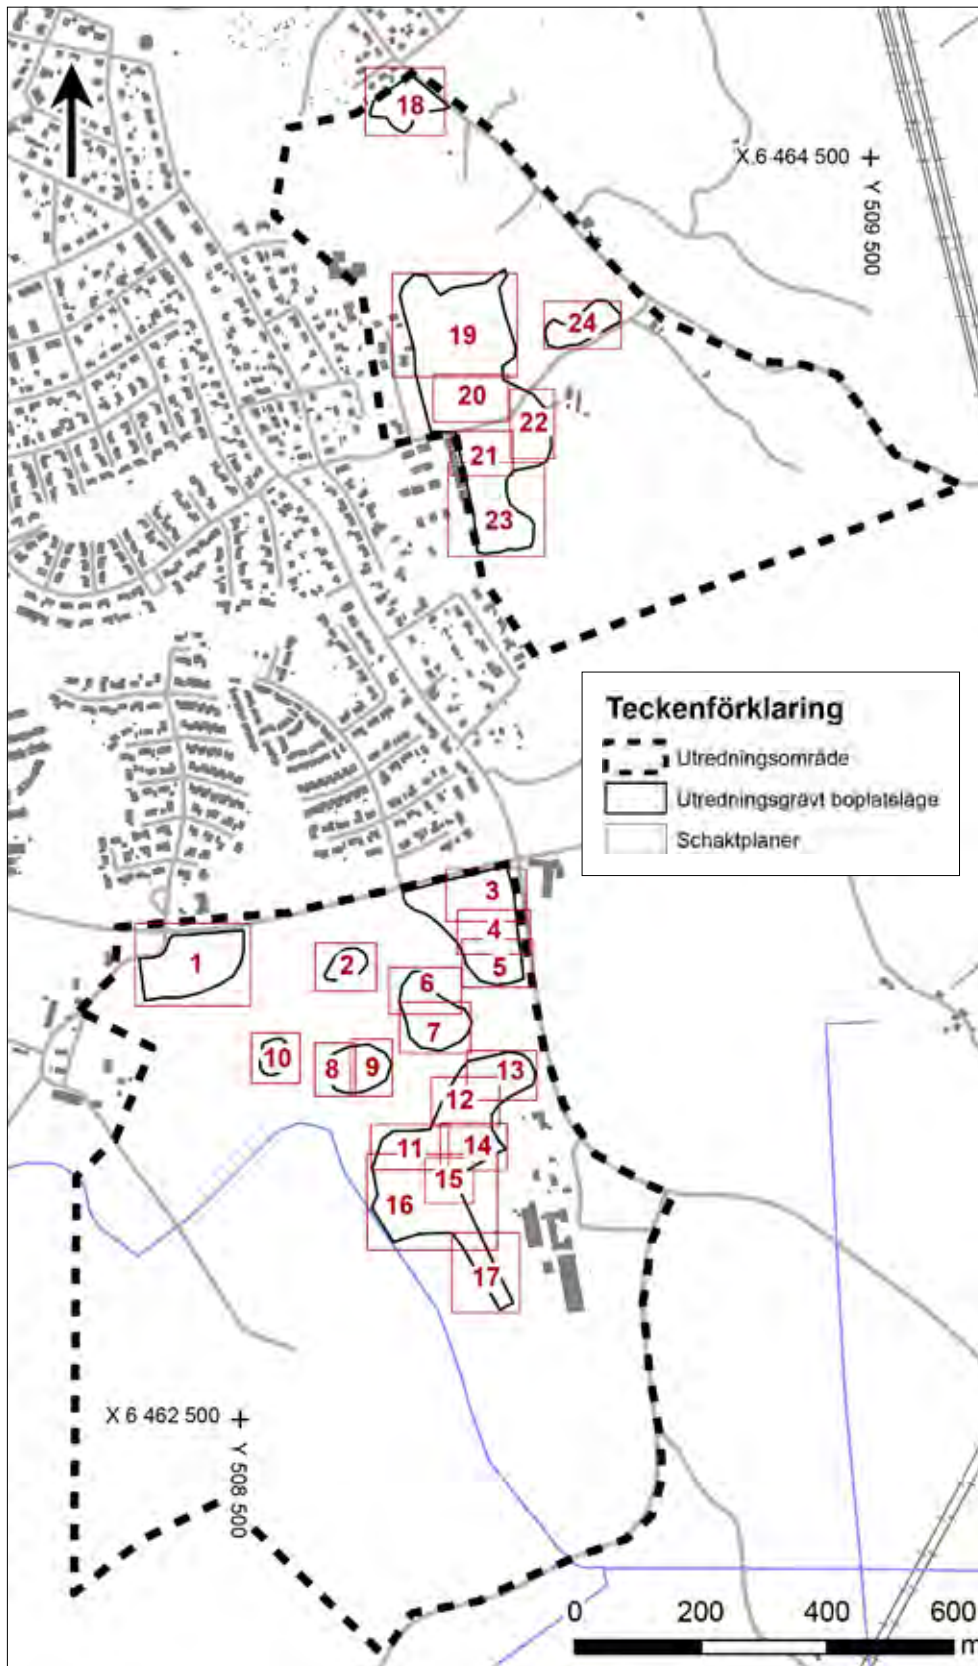 18
X 6 464 500
Y 509 500
19
24
20
22
21
23
Teckenförklaring
Utredningsområde
Utredningsgrävt boplatsläge
Schaktplaner
3
4
1
2
5
6
7
10
8
9
13
12
11
14
15
16
17
X 6 462 500
Y 508 500
0 200 400 600
m